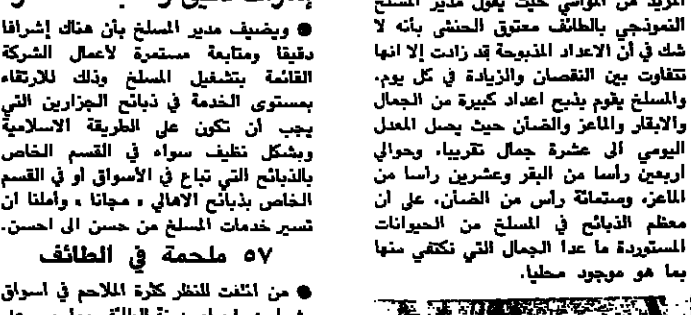 المزيد من المواشي حيث يقول مدير المسلخ
النموذجي بالطائف معتوق الحنشي بأنه لا
شك في أن الاعداد المذبوحة قد زادت إلا انها
تتفاوت بين النقصان والزيادة في كل يوم.
والمسلخ يقوم بذبح اعداد كبيرة من الجمال
والابقار والماعز والضأن حيث يصل المعدل
اليومي الى عشرة جمال تقريبا. وحوالي
اربعين رأسا من البقر وعشرين راسا من
الماعز. وستمائة رأس من الضأن. على أن
معظم الذبائح في المسلخ من الحيوانات
المستوردة ما عدا الجمال التي نكتفي منها
بما هو موجود محليا.
● ويضيف مدير المسلخ بأن هناك إشرافا
دقيقا ومتابعة مستمرة لأعمال الشركة
القائمة بتشغيل المسلخ وذلك للارتقاء
بمستوى الخدمة في ذبائح الجزارين التي
يجب أن تكون على الطريقة الاسلامية
وبشكل نظيف سواء في القسم الخاص
بالذبائح التي تباع في الأسواق او في القسم
الخاص بذبائح الاهالي ، مجانا ، وأملنا ان
تسير خدمات المسلخ من حسن الى احسن.
٥٧ ملحمة في الطائف
● من الملفت للنظر كثرة الملاحم في اسواق